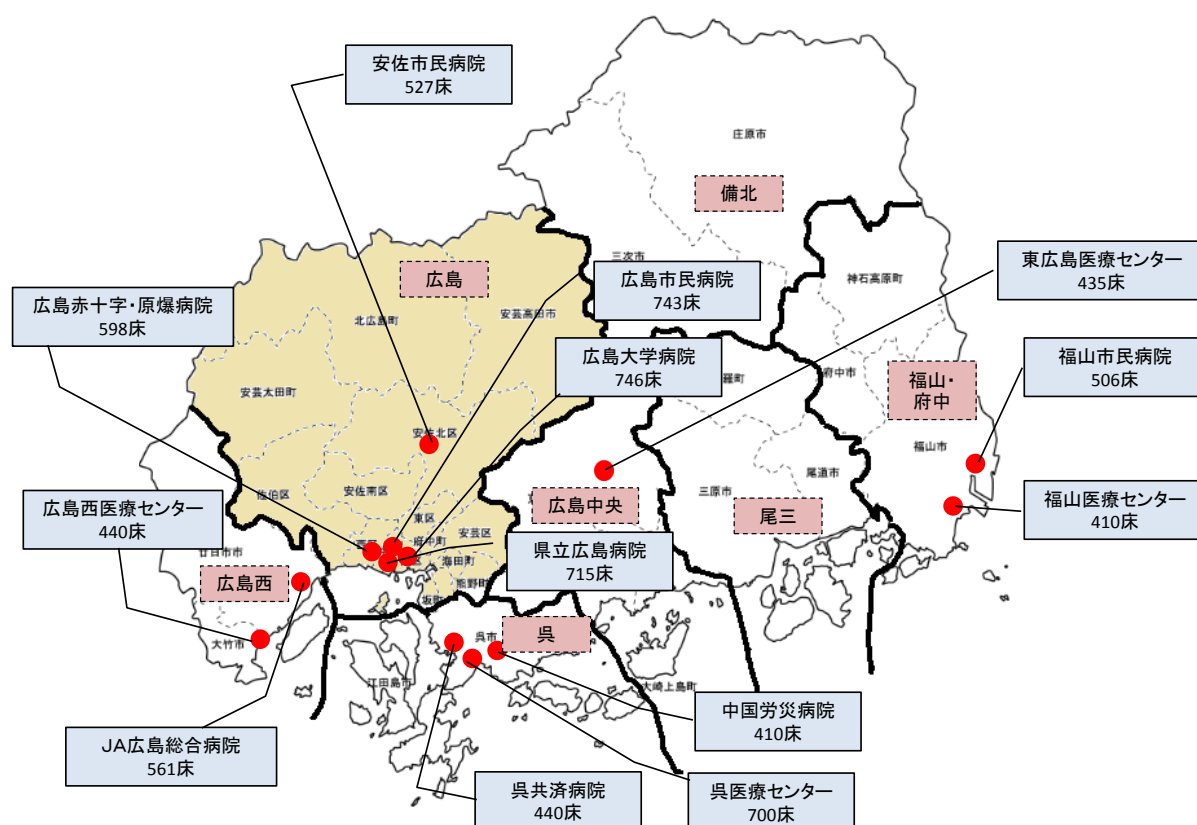 安佐市民病院
527床
庄原市
備北
三次市
広島市民病院
743床
東広島医療センター
435床
広島
神石高原町
広島赤十字・原爆病院
598床
北広島町
安芸高田市
広島大学病院
746床
福山市民病院
506床
安芸太田町
羅町
府中市
福山・
府中
安佐北区
福山市
佐伯区
安佐南区
尾道市
三原市
広島西医療センター
440床
広島中央
尾三
福山医療センター
410床
東区
安芸区
府中町
海田町
県立広島病院
715床
廿日市市
広島西
熊野町
坂町
大竹市
呉市
呉
江田島市
大崎上島町
中国労災病院
410床
JA広島総合病院
561床
呉共済病院
440床
呉医療センター
700床